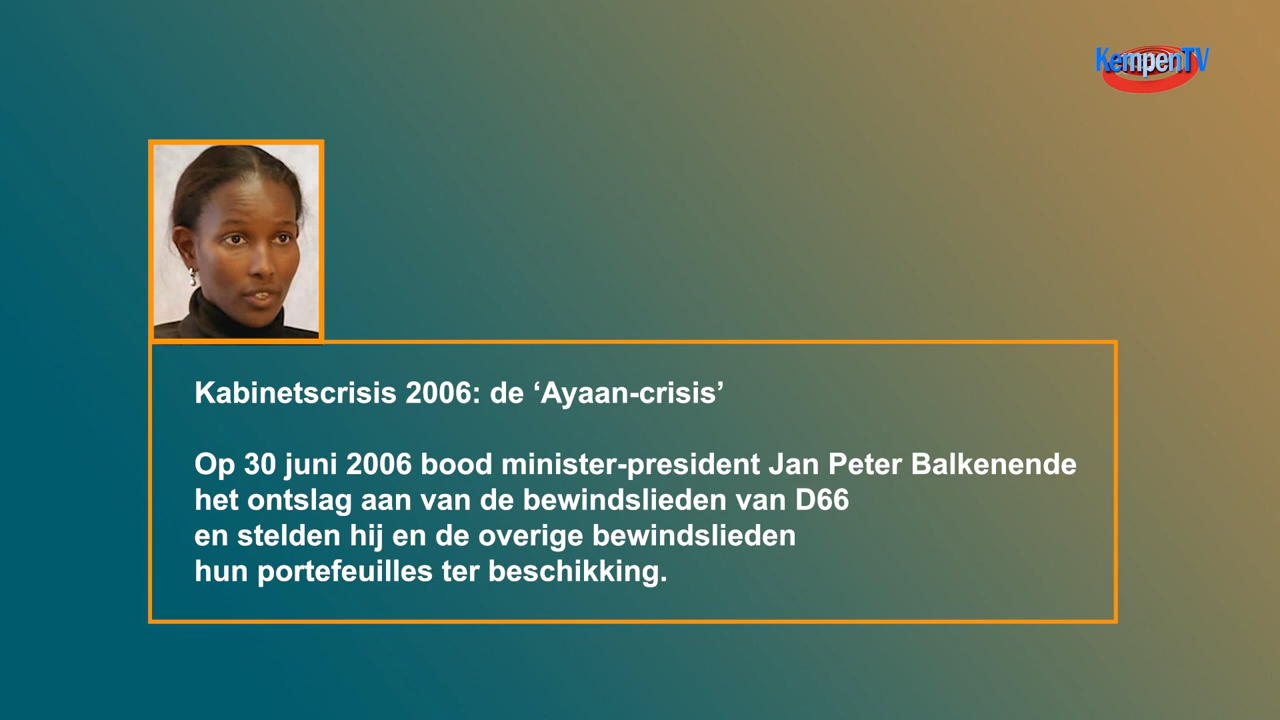 KempenTV
Kabinetscrisis 2006: de ‘Ayaan-crisis’
Op 30 juni 2006 bood minister-president Jan Peter Balkenende
het ontslag aan van de bewindslieden van D66
en stelden hij en de overige bewindslieden
hun portefeuilles ter beschikking.